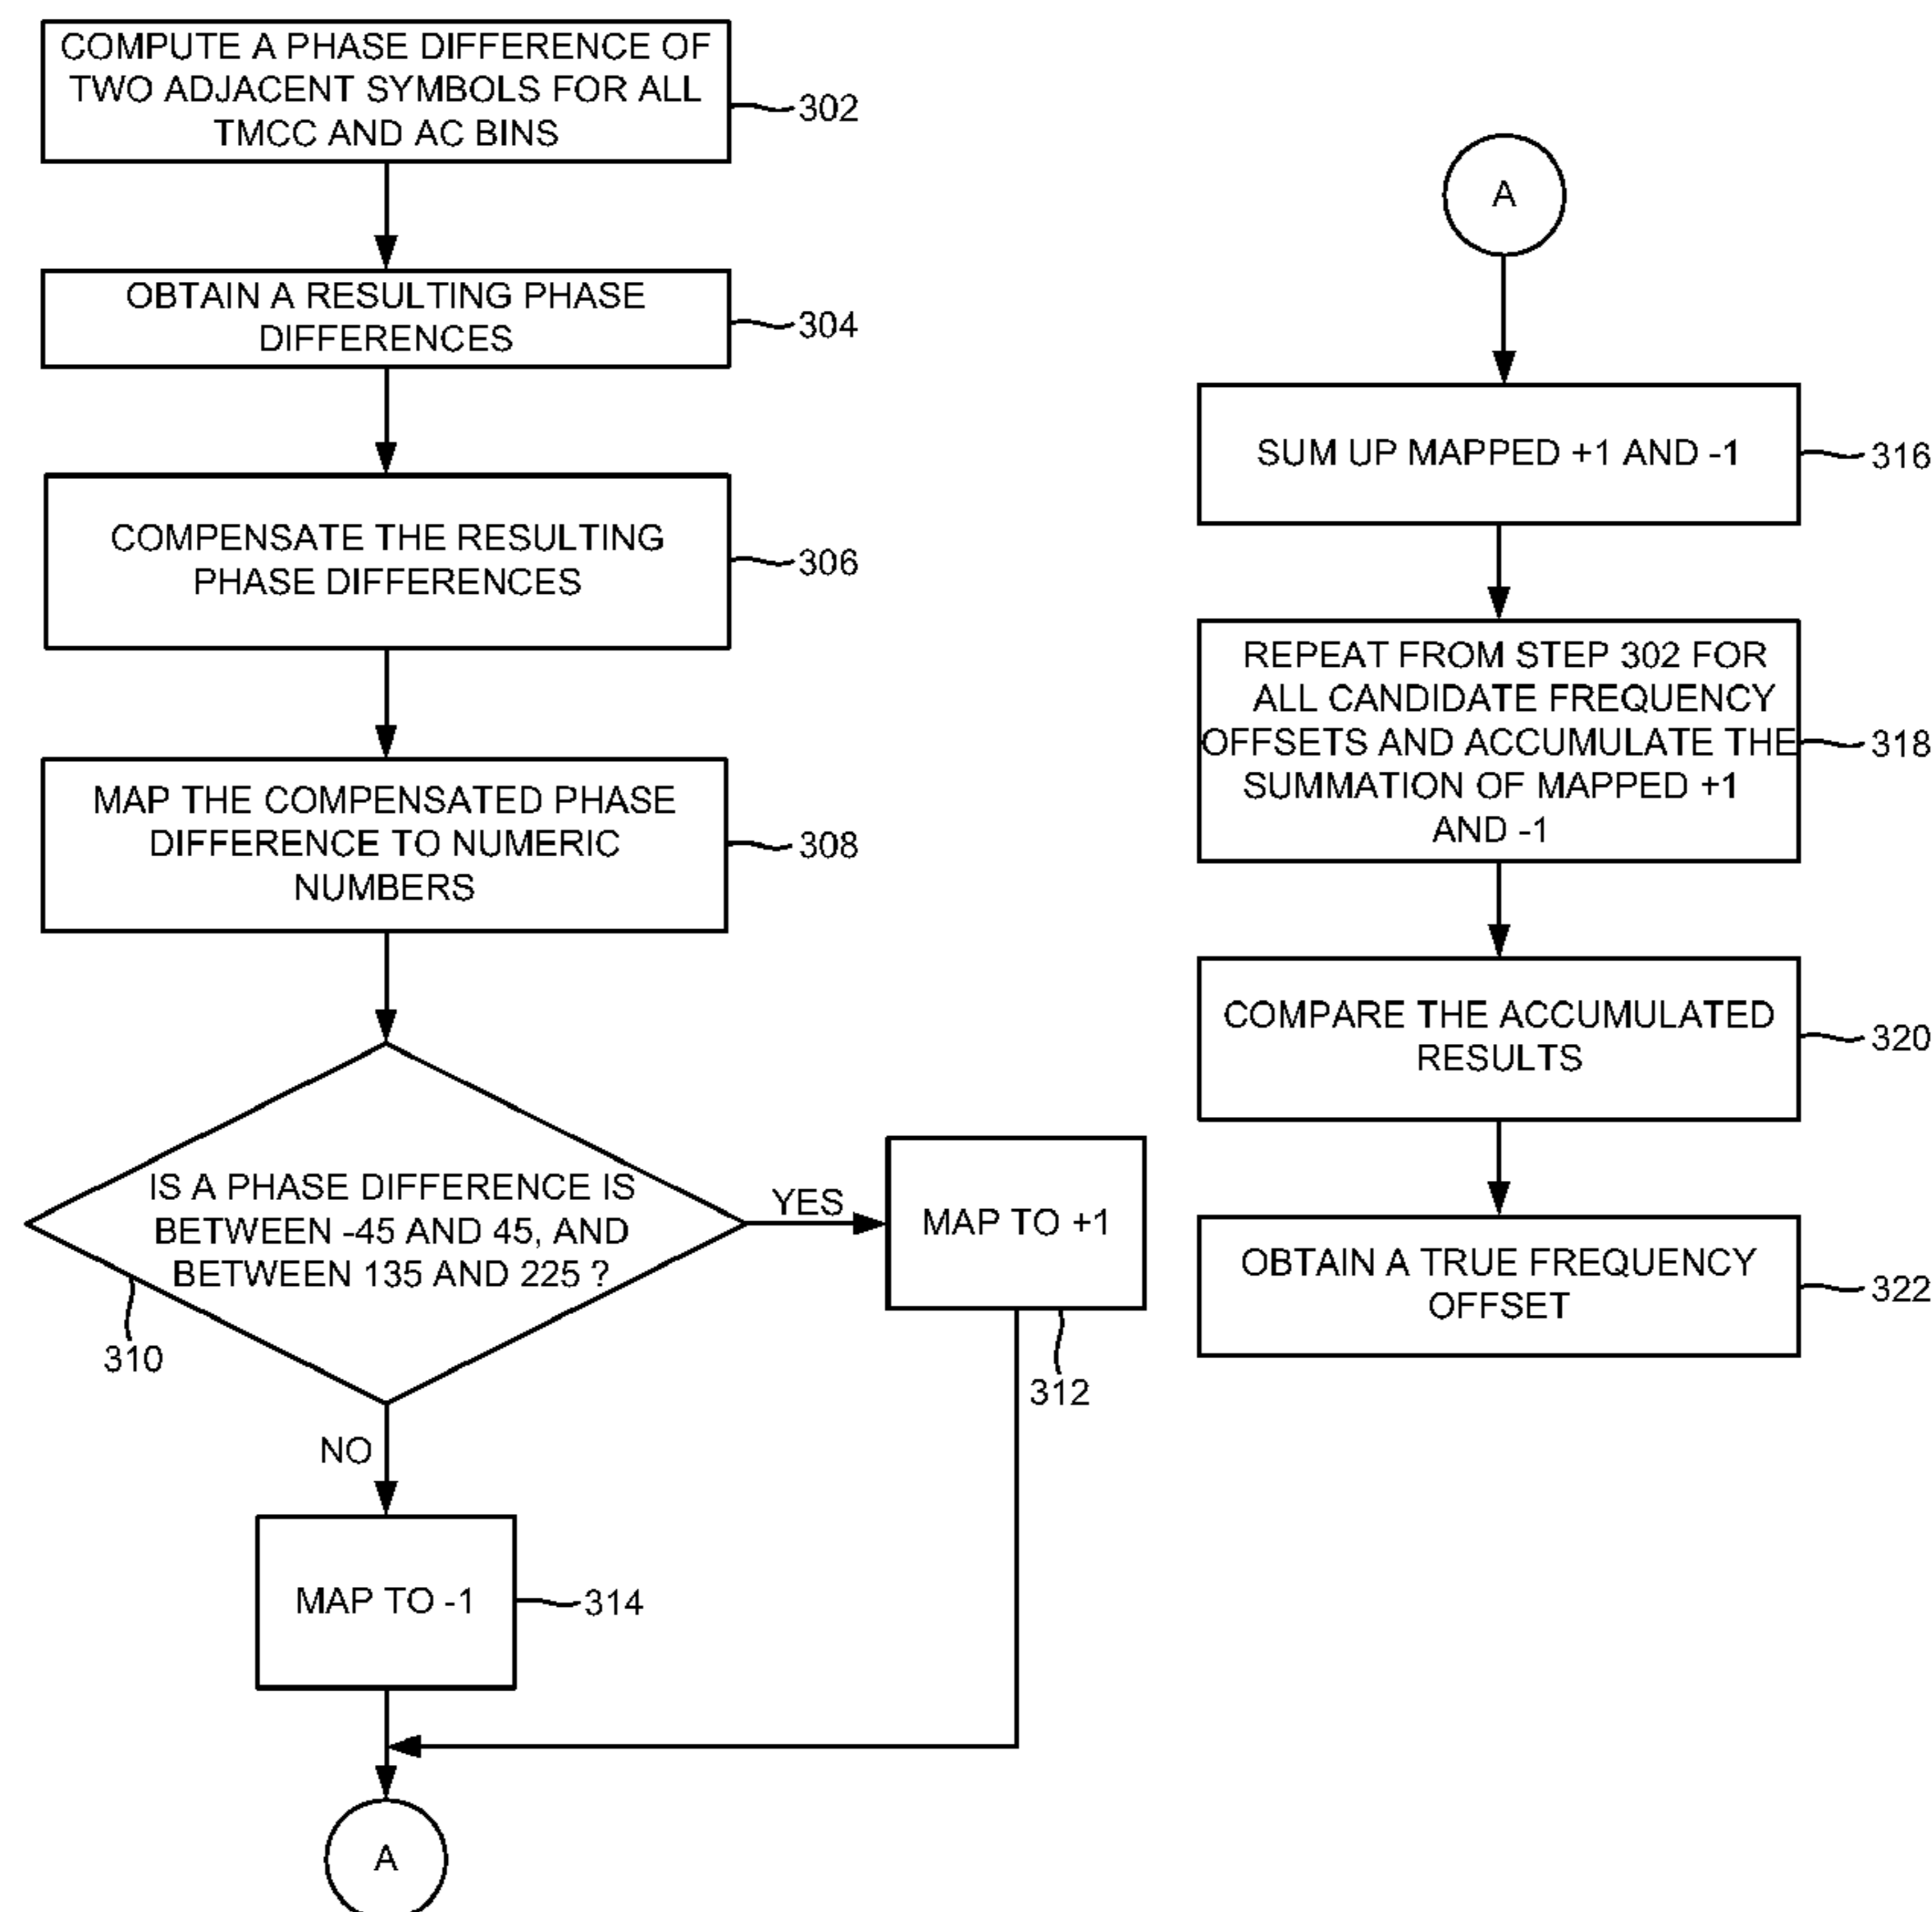 COMPUTE A PHASE DIFFERENCE OF
TWO ADJACENT SYMBOLS FOR ALL
TMCC AND AC BINS
302
OBTAIN A RESULTING PHASE
DIFFERENCES
304
COMPENSATE THE RESULTING
PHASE DIFFERENCES
306
MAP THE COMPENSATED PHASE
DIFFERENCE TO NUMERIC
NUMBERS
308
IS A PHASE DIFFERENCE IS
BETWEEN -45 AND 45, AND
BETWEEN 135 AND 225 ?
310
YES
MAP TO +1
312
NO
MAP TO -1
314
A
A
SUM UP MAPPED +1 AND -1
316
REPEAT FROM STEP 302 FOR
ALL CANDIDATE FREQUENCY
OFFSETS AND ACCUMULATE THE
SUMMATION OF MAPPED +1
AND -1
318
COMPARE THE ACCUMULATED
RESULTS
320
OBTAIN A TRUE FREQUENCY
OFFSET
322